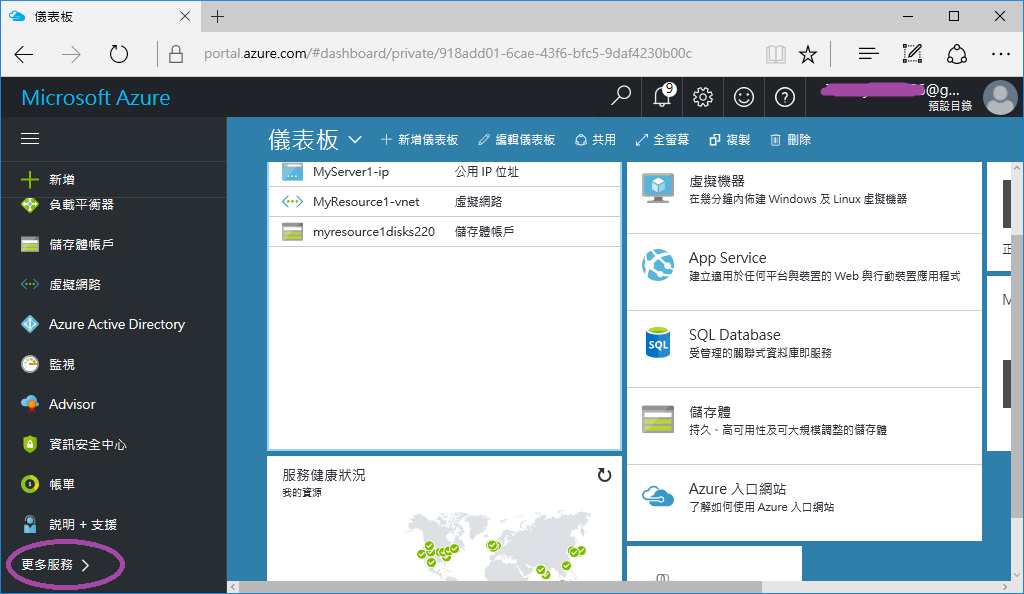 儀表板
portal.azure.com/#dashboard/private/918add01-6cae-43f6-bfc5-9daf4230b00c
Microsoft Azure
9
@g...
預設目錄
儀表板
新增儀表板
編輯儀表板
共用
全螢幕
複製
刪除
新增
負載平衡器
儲存體帳戶
虛擬網路
Azure Active Directory
監視
Advisor
資訊安全中心
帳單
説明 + 支援
更多服務
MyServer1-ip 公用 IP 位址
MyResource1-vnet 虛擬網路
myresource1disks220 儲存體帳戶
服務健康狀況
我的資源
虛擬機器
在幾分鐘內佈建 Windows 及 Linux 虛擬機器
App Service
建立適用於任何平台與裝置的 Web 與行動裝置應用程式
SQL
SQL Database
受管理的關聯式資料庫即服務
儲存體
持久、高可用性及可大規模調整的儲存體
Azure 入口網站
了解如何使用 Azure 入口網站